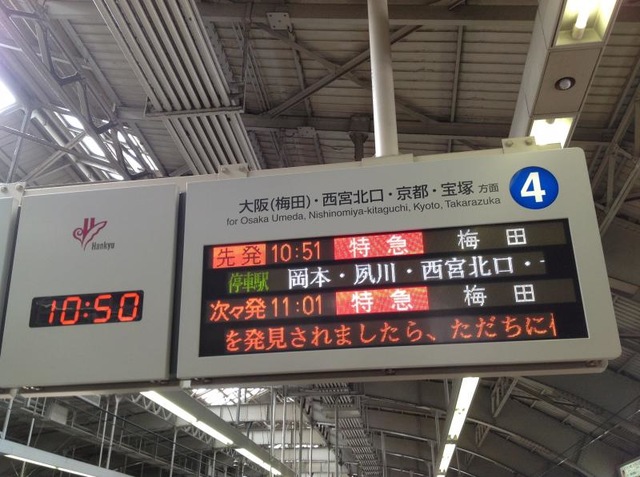 大阪(梅田)・西宮北口・京都・宝塚 方面
for Osaka Umeda, Nishinomiya-kitaguchi, Kyoto, Takarazuka
4
Hankyu
10:50
先発 10:51 特急 梅田
停車駅 岡本・夙川・西宮北口・
次々発 11:01 特急 梅田
を発見されましたら、ただちに